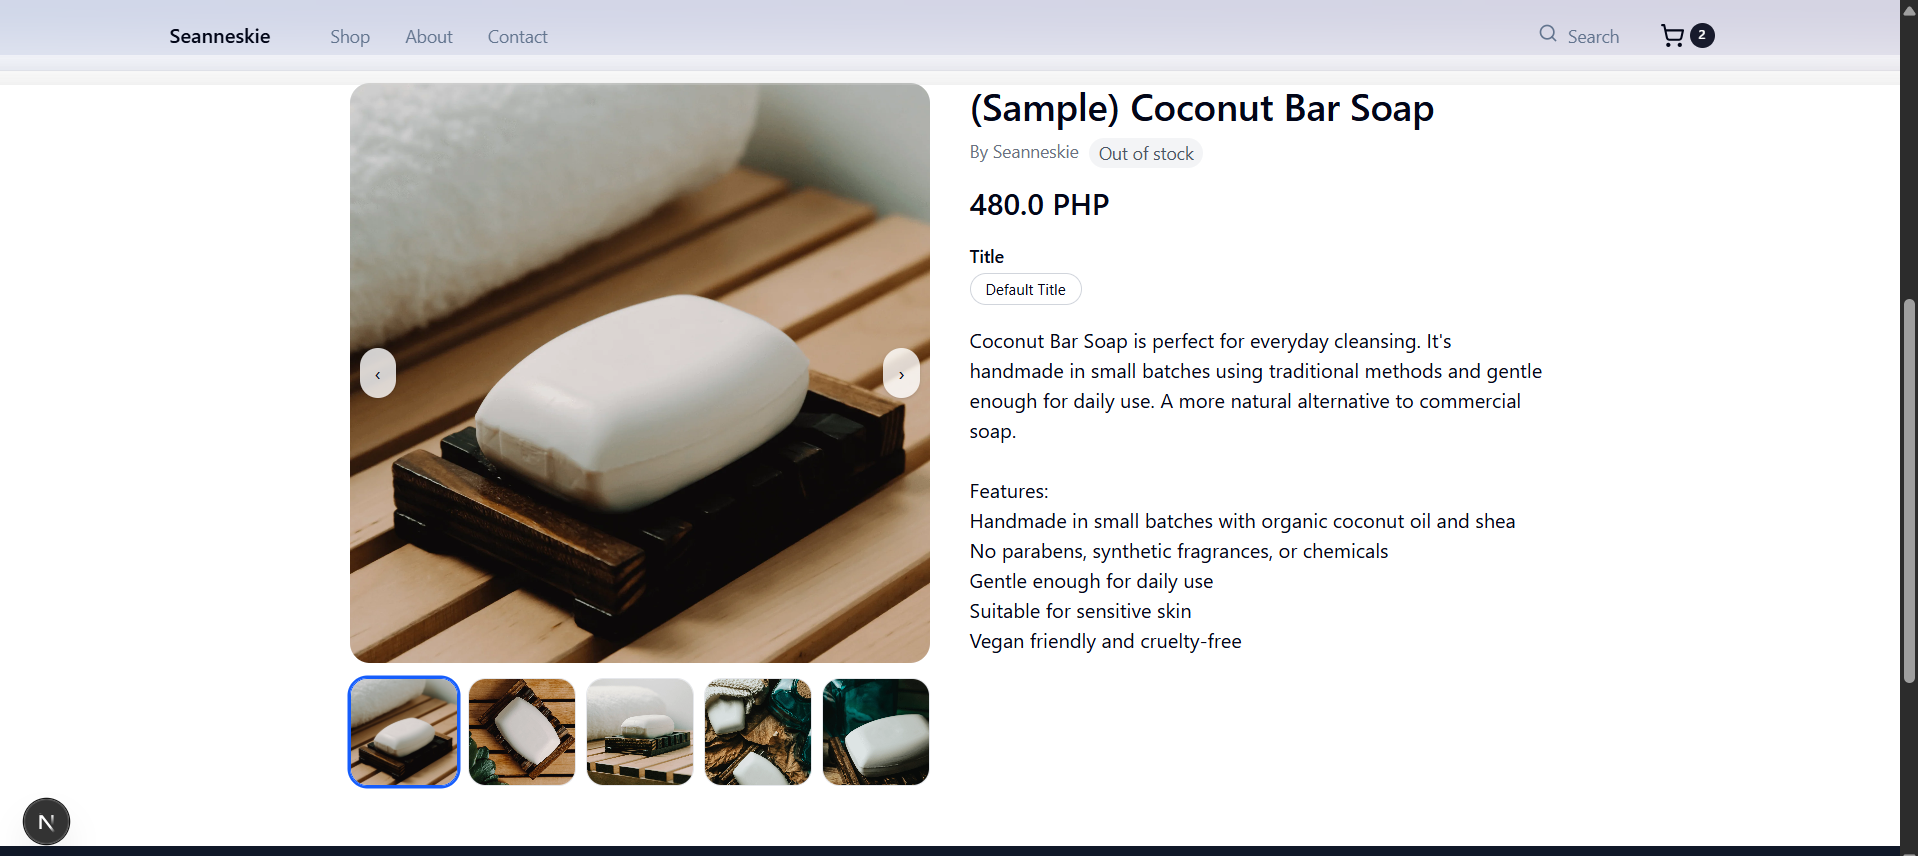 Seanneskie
Shop
About
Contact
Search
2
(Sample) Coconut Bar Soap
By Seanneskie
Out of stock
480.0 PHP
Title
Default Title
Coconut Bar Soap is perfect for everyday cleansing. It's
handmade in small batches using traditional methods and gentle
enough for daily use. A more natural alternative to commercial
soap.
Features:
Handmade in small batches with organic coconut oil and shea
No parabens, synthetic fragrances, or chemicals
Gentle enough for daily use
Suitable for sensitive skin
Vegan friendly and cruelty-free
‹
›
N